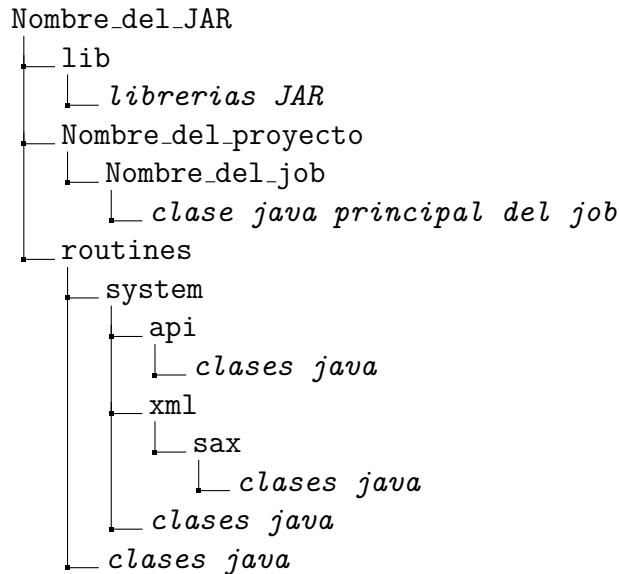 Nombre_del_JAR
lib
librerias JAR
Nombre_del_proyecto
Nombre_del_job
clase java principal del job
routines
system
api
clases java
xml
sax
clases java
clases java
clases java